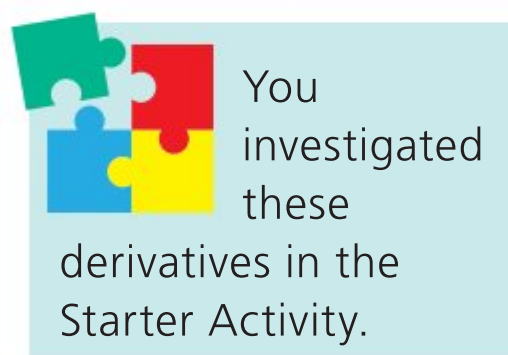 You
investigated
these
derivatives in the
Starter Activity.